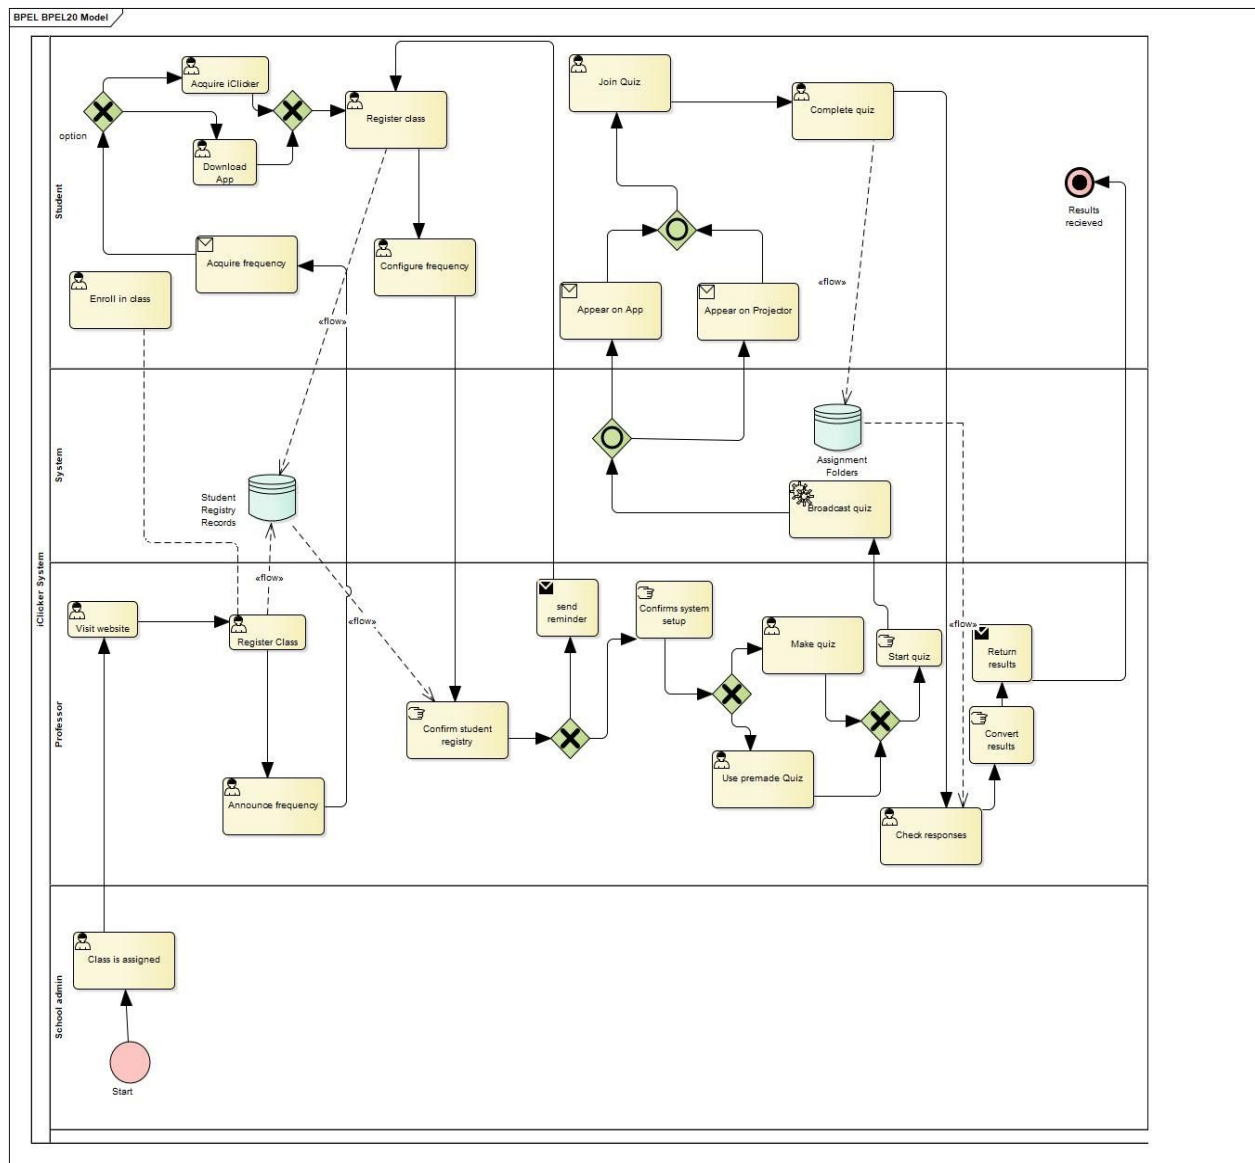 BPEL BPEL20 Model
iClicker System
Student
Acquire iClicker
option
Download
App
Register class
Acquire frequency
Configure frequency
Enroll in class
«flow»
Join Quiz
Complete quiz
Appear on App
Appear on Projector
«flow»
Results
recieved
System
Student
Registry
Records
«flow»
Assignment
Folders
Broadcast quiz
Professor
Visit website
Register Class
«flow»
Announce frequency
Confirm student
registry
send
reminder
Confirms system
setup
Make quiz
Use premade Quiz
Start quiz
«flow»
Return
results
Convert
results
Check responses
School admin
Class is assigned
Start